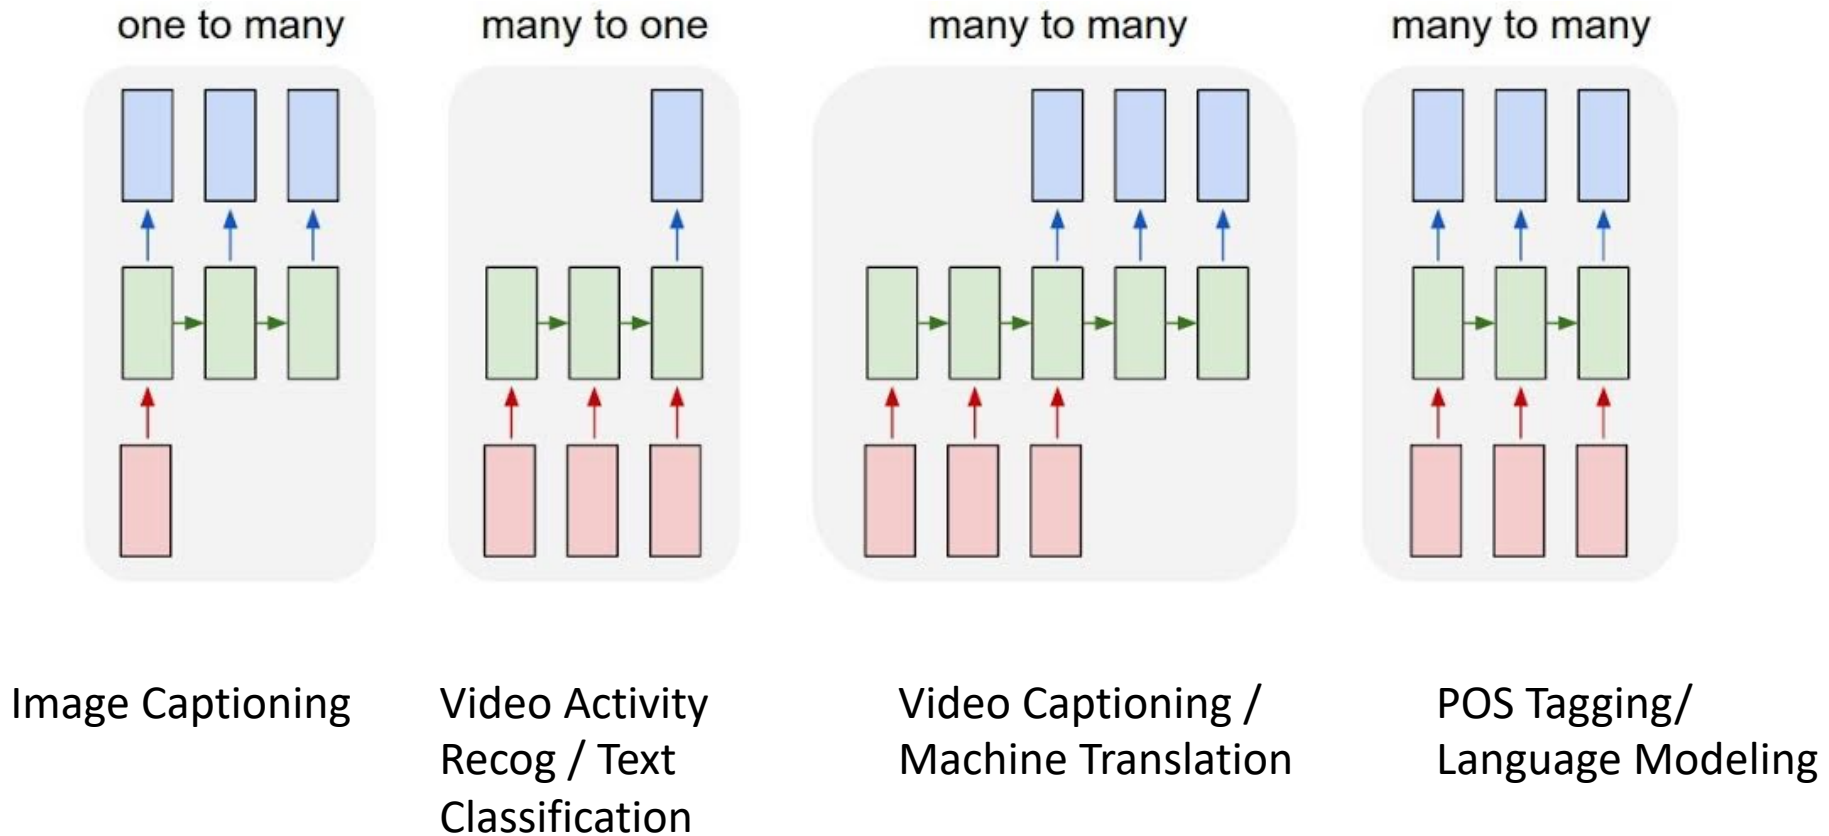 one to many
many to one
many to many
many to many
Image Captioning
Video Activity
Recog / Text
Classification
Video Captioning /
Machine Translation
POS Tagging/
Language Modeling